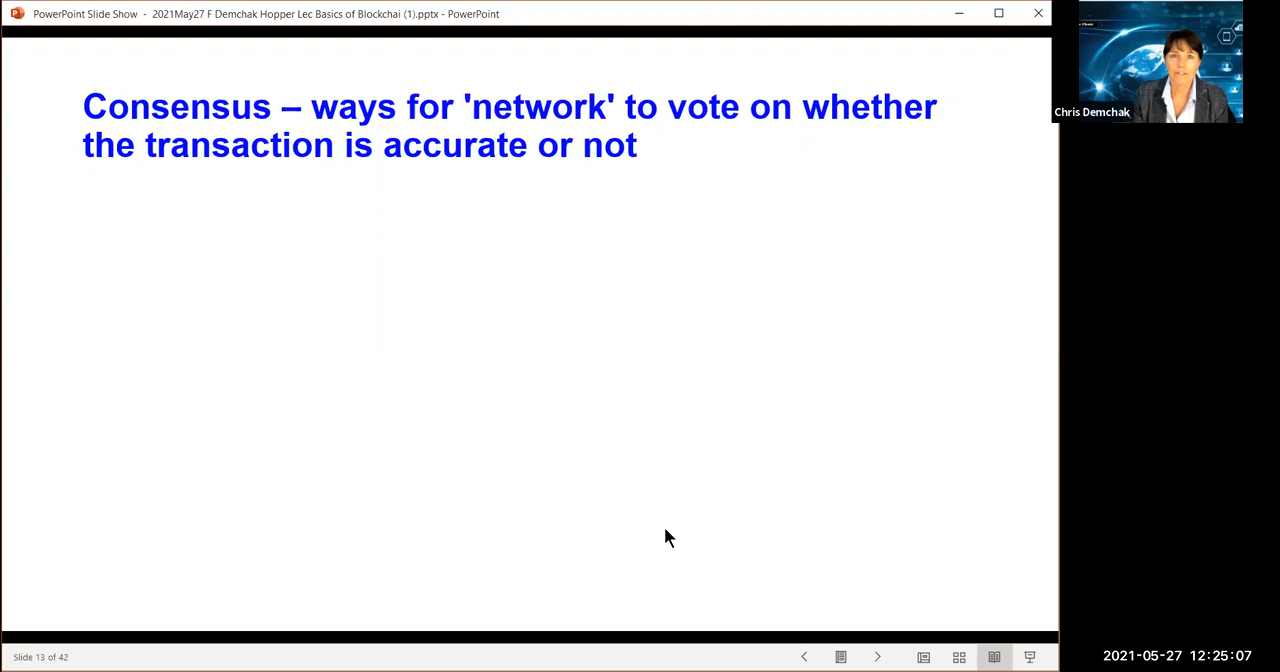 PowerPoint Slide Show - 2021May27 F Demchak Hopper Lec Basics of Blockchai (1).pptx - PowerPoint
Consensus – ways for 'network' to vote on whether
the transaction is accurate or not
Chris Demchak
Slide 13 of 42
2021-05-27 12:25:07